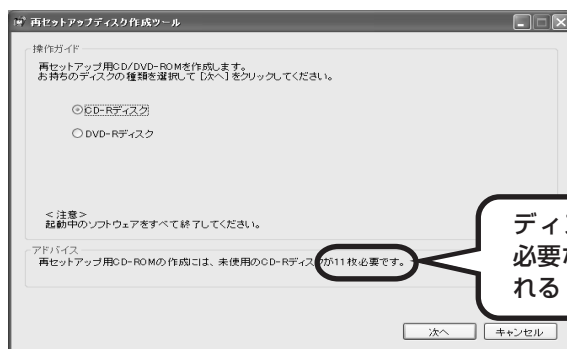 再セットアップディスク作成ツール
操作ガイド
再セットアップ用CD/DVD-ROMを作成します。
お持ちのディスクの種類を選択して [次へ] をクリックしてください。
CD-Rディスク
DVD-Rディスク
<注意>
起動中のソフトウェアをすべて終了してください。
アドバイス
再セットアップ用CD-ROMの作成には、未使用のCD-Rディスクが11枚必要です。
ディス
必要な
れる
次へ
キャンセル